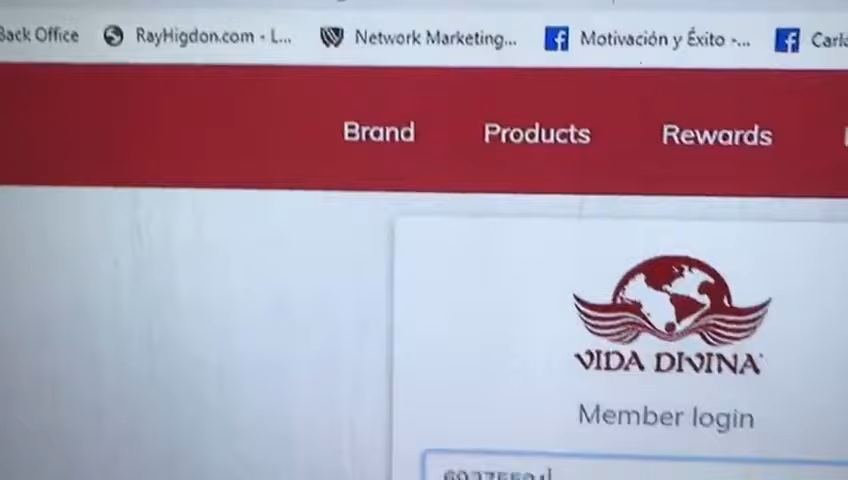 Back Office RayHigdon.com - L... Network Marketing... Motivación y Éxito -...
Brand Products Rewards
VIDA DIVINA
Member login